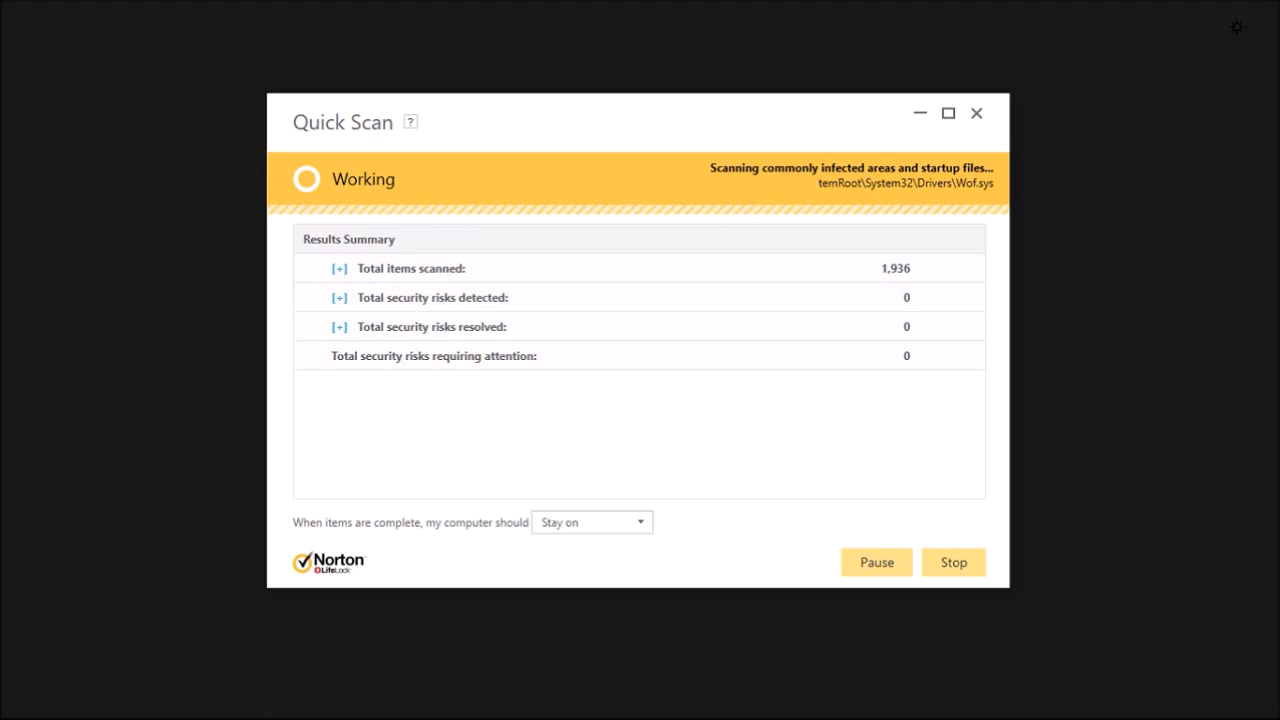 Quick Scan ?
Working
Scanning commonly infected areas and startup files...
temRoot\System32\Drivers\Wof.sys
Results Summary
[+] Total items scanned: 1,936
[+] Total security risks detected: 0
[+] Total security risks resolved: 0
Total security risks requiring attention: 0
When items are complete, my computer should Stay on
Norton
LifeLock
Pause Stop